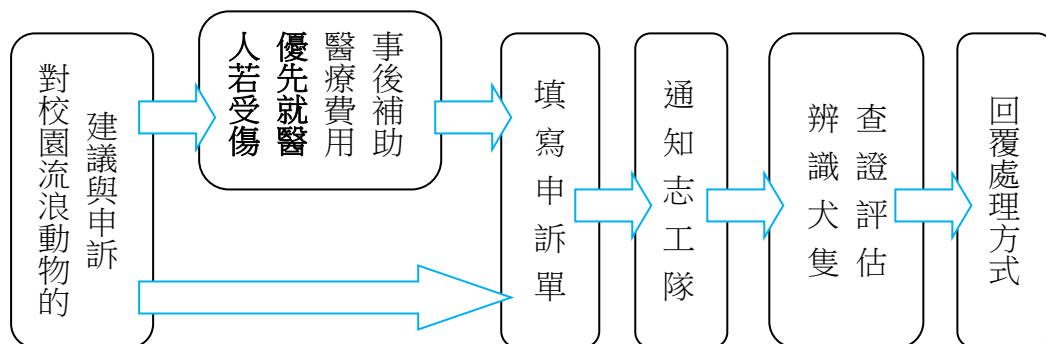 對校園流浪動物的
建議與申訴
人若受傷
優先就醫
醫療費用
事後補助
填寫申訴單
通知志工隊
辨識犬隻
查證評估
回覆處理方式